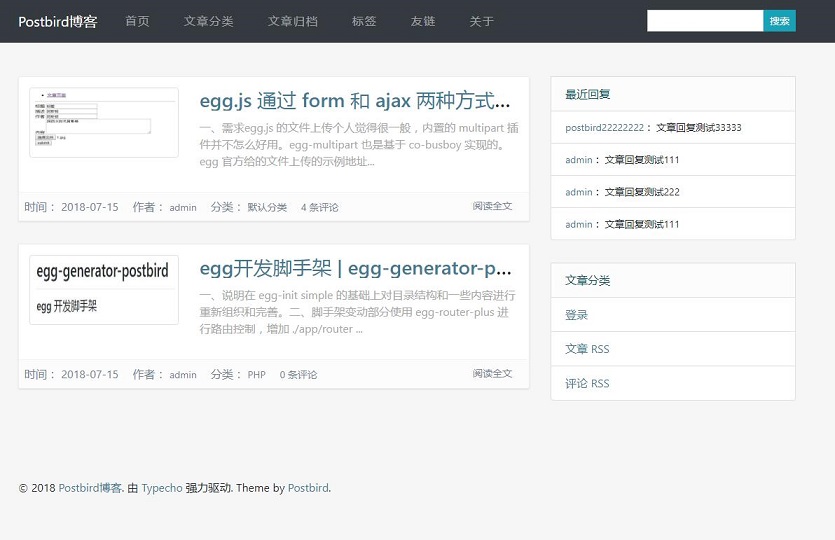 Postbird博客 首页 文章分类 文章归档 标签 友链 关于 搜索
egg.js 通过 form 和 ajax 两种方式...
一、需求egg.js 的文件上传个人觉得很一般，内置的 multipart 插
件并不怎么好用。egg-multipart 也是基于 co-busboy 实现的。
egg 官方给的文件上传的示例地址...
时间： 2018-07-15 作者： admin 分类： 默认分类 4 条评论 阅读全文
egg-generator-postbird
egg 开发脚手架
egg开发脚手架 | egg-generator-p...
一、说明在 egg-init simple 的基础上对目录结构和一些内容进行
重新组织和完善。二、脚手架变动部分使用 egg-router-plus 进
行路由控制，增加 ./app/router ...
时间： 2018-07-15 作者： admin 分类： PHP 0 条评论 阅读全文
最近回复
postbird22222222： 文章回复测试33333
admin： 文章回复测试111
admin： 文章回复测试222
admin： 文章回复测试111
文章分类
登录
文章 RSS
评论 RSS
© 2018 Postbird博客. 由 Typecho 强力驱动. Theme by Postbird.